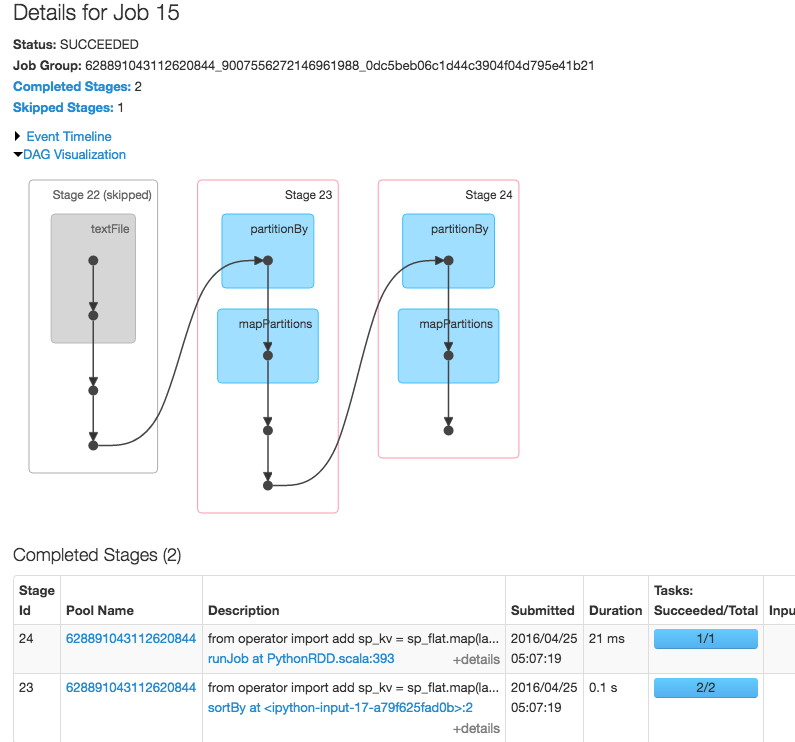 Details for Job 15
Status: SUCCEEDED
Job Group: 628891043112620844_9007556272146961988_0dc5beb06c1d44c3904f04d795e41b21
Completed Stages: 2
Skipped Stages: 1
Event Timeline
DAG Visualization
Stage 22 (skipped)
textFile
Stage 23
partitionBy
mapPartitions
Stage 24
partitionBy
mapPartitions
Completed Stages (2)
Stage Id Pool Name Description Submitted Duration Tasks: Succeeded/Total Inpu
24 628891043112620844 from operator import add sp_kv = sp_flat.map(la... 2016/04/25 21 ms 1/1
runJob at PythonRDD.scala:393 +details 05:07:19
23 628891043112620844 from operator import add sp_kv = sp_flat.map(la... 2016/04/25 0.1 s 2/2
sortBy at <ipython-input-17-a79f625fad0b>:2 05:07:19
+details